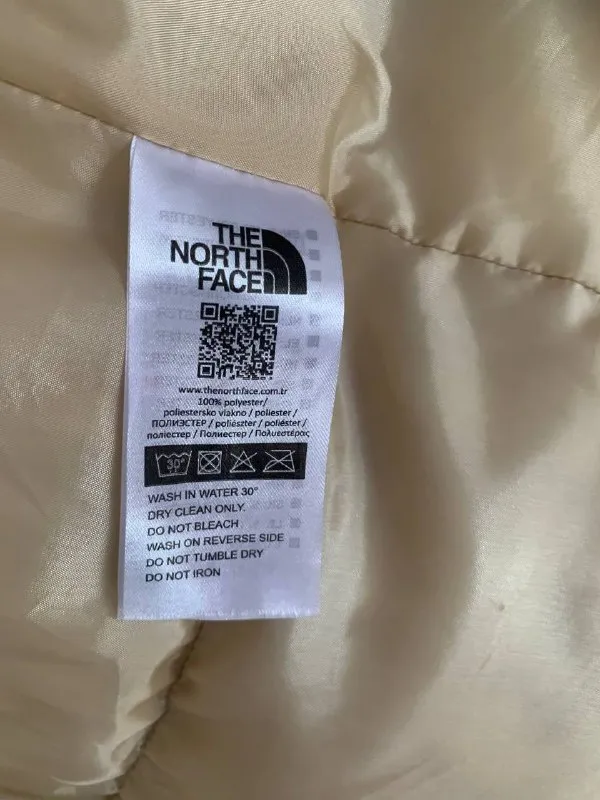 THE
NORTH
FACE
www.thenorthface.com.tr
100% polyester/
poliestersko vlakno / poliester /
ПОЛИЭСТЕР / poliészter / poliéster /
поліестер / Полиестер / Πολυεστέρας
30°
WASH IN WATER 30°
DRY CLEAN ONLY.
DO NOT BLEACH
WASH ON REVERSE SIDE
DO NOT TUMBLE DRY
DO NOT IRON